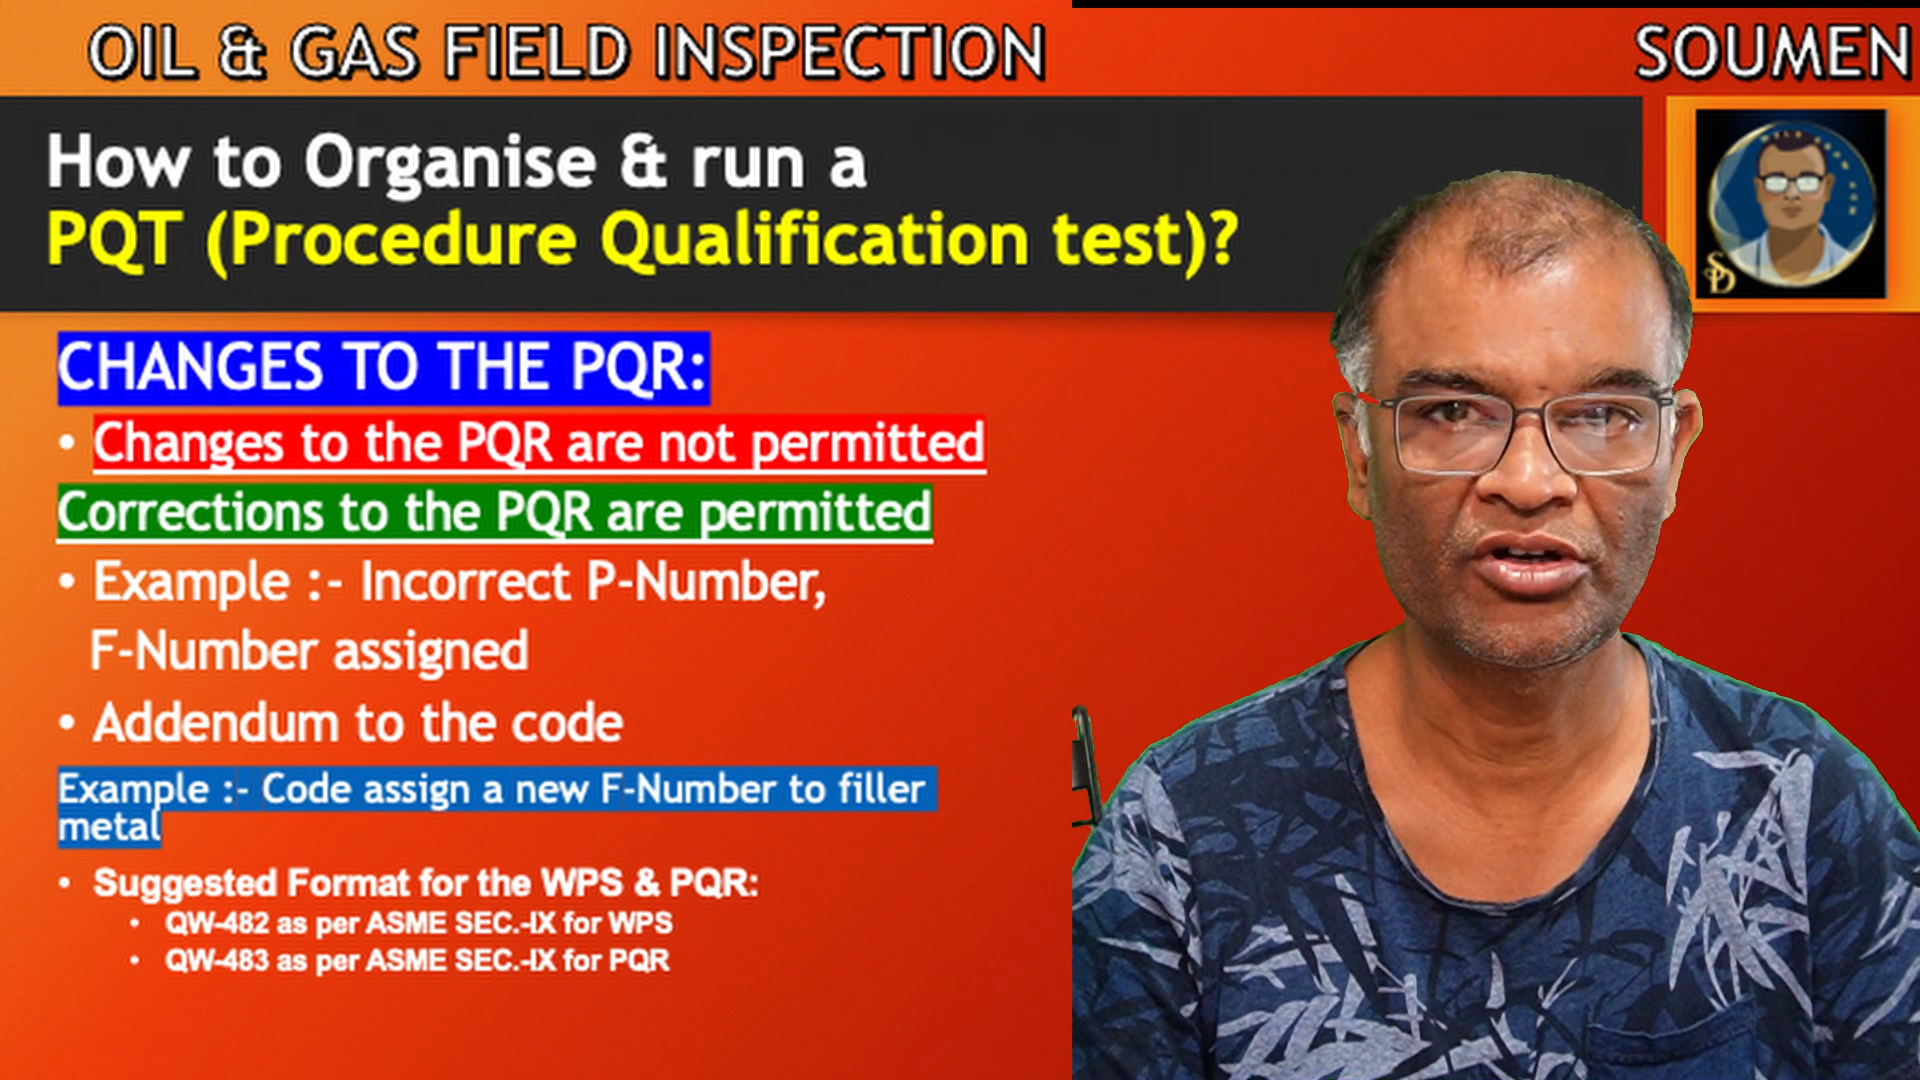 OIL & GAS FIELD INSPECTION
SOUMEN
How to Organise & run a
PQT (Procedure Qualification test)?
CHANGES TO THE PQR:
• Changes to the PQR are not permitted
Corrections to the PQR are permitted
• Example :- Incorrect P-Number,
F-Number assigned
• Addendum to the code
Example :- Code assign a new F-Number to filler
metal
• Suggested Format for the WPS & PQR:
• QW-482 as per ASME SEC.-IX for WPS
• QW-483 as per ASME SEC.-IX for PQR